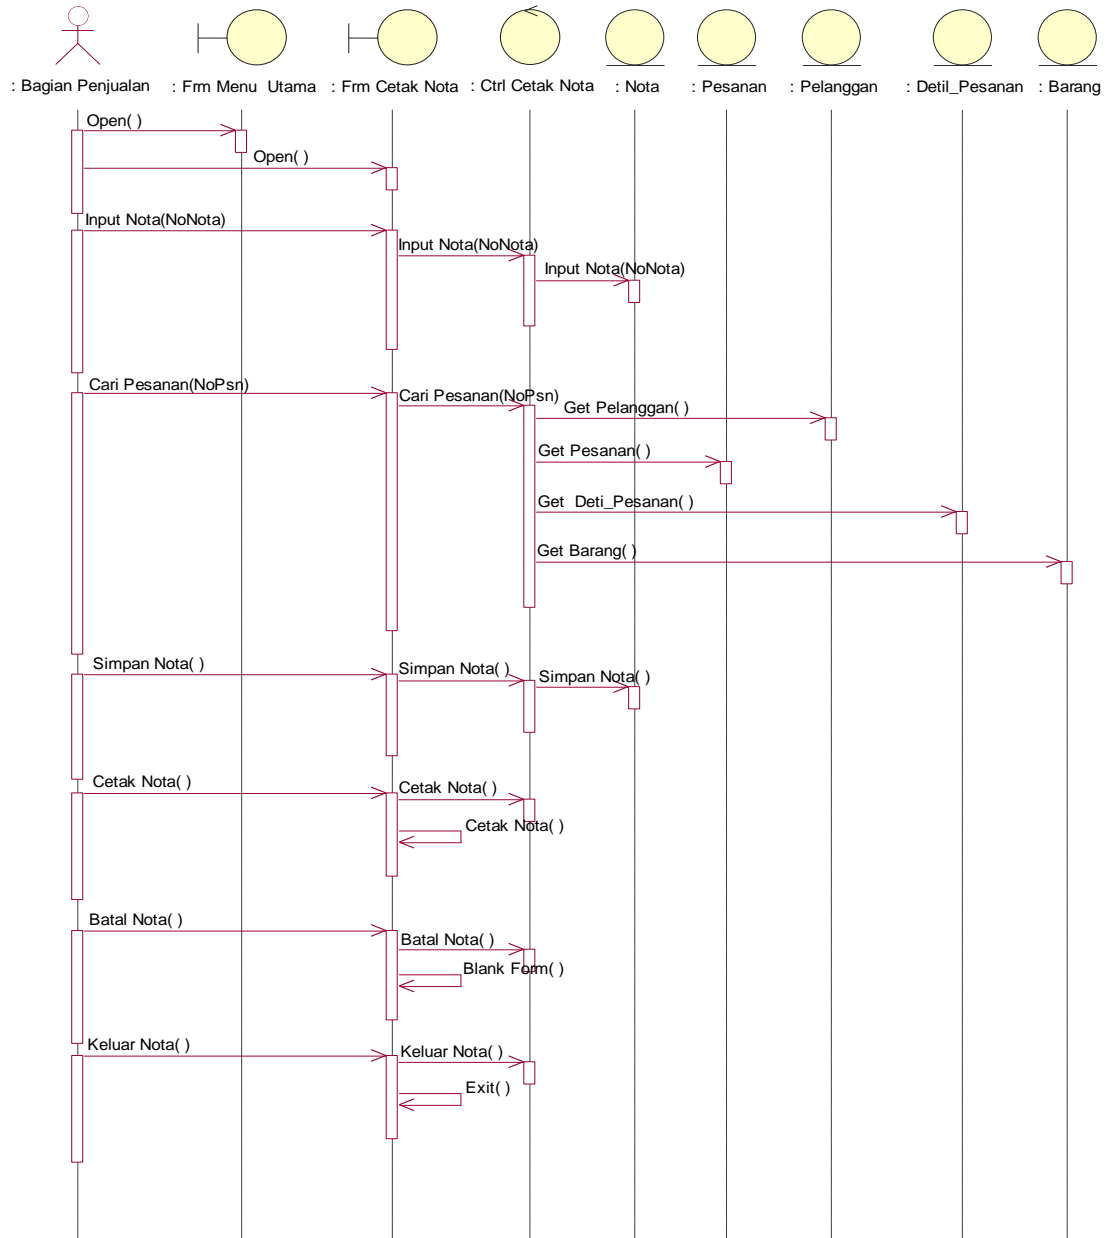 : Bagian Penjualan
: Frm Menu Utama
: Frm Cetak Nota
: Ctrl Cetak Nota
: Nota
: Pesanan
: Pelanggan
: Detil_Pesanan
: Barang
Open( )
Open( )
Input Nota(NoNota)
Input Nota(NoNota)
Input Nota(NoNota)
Cari Pesanan(NoPsn)
Cari Pesanan(NoPsn)
Get Pelanggan( )
Get Pesanan( )
Get Deti_Pesanan( )
Get Barang( )
Simpan Nota( )
Simpan Nota( )
Simpan Nota( )
Cetak Nota( )
Cetak Nota( )
Cetak Nota( )
Batal Nota( )
Batal Nota( )
Blank Form( )
Keluar Nota( )
Keluar Nota( )
Exit( )